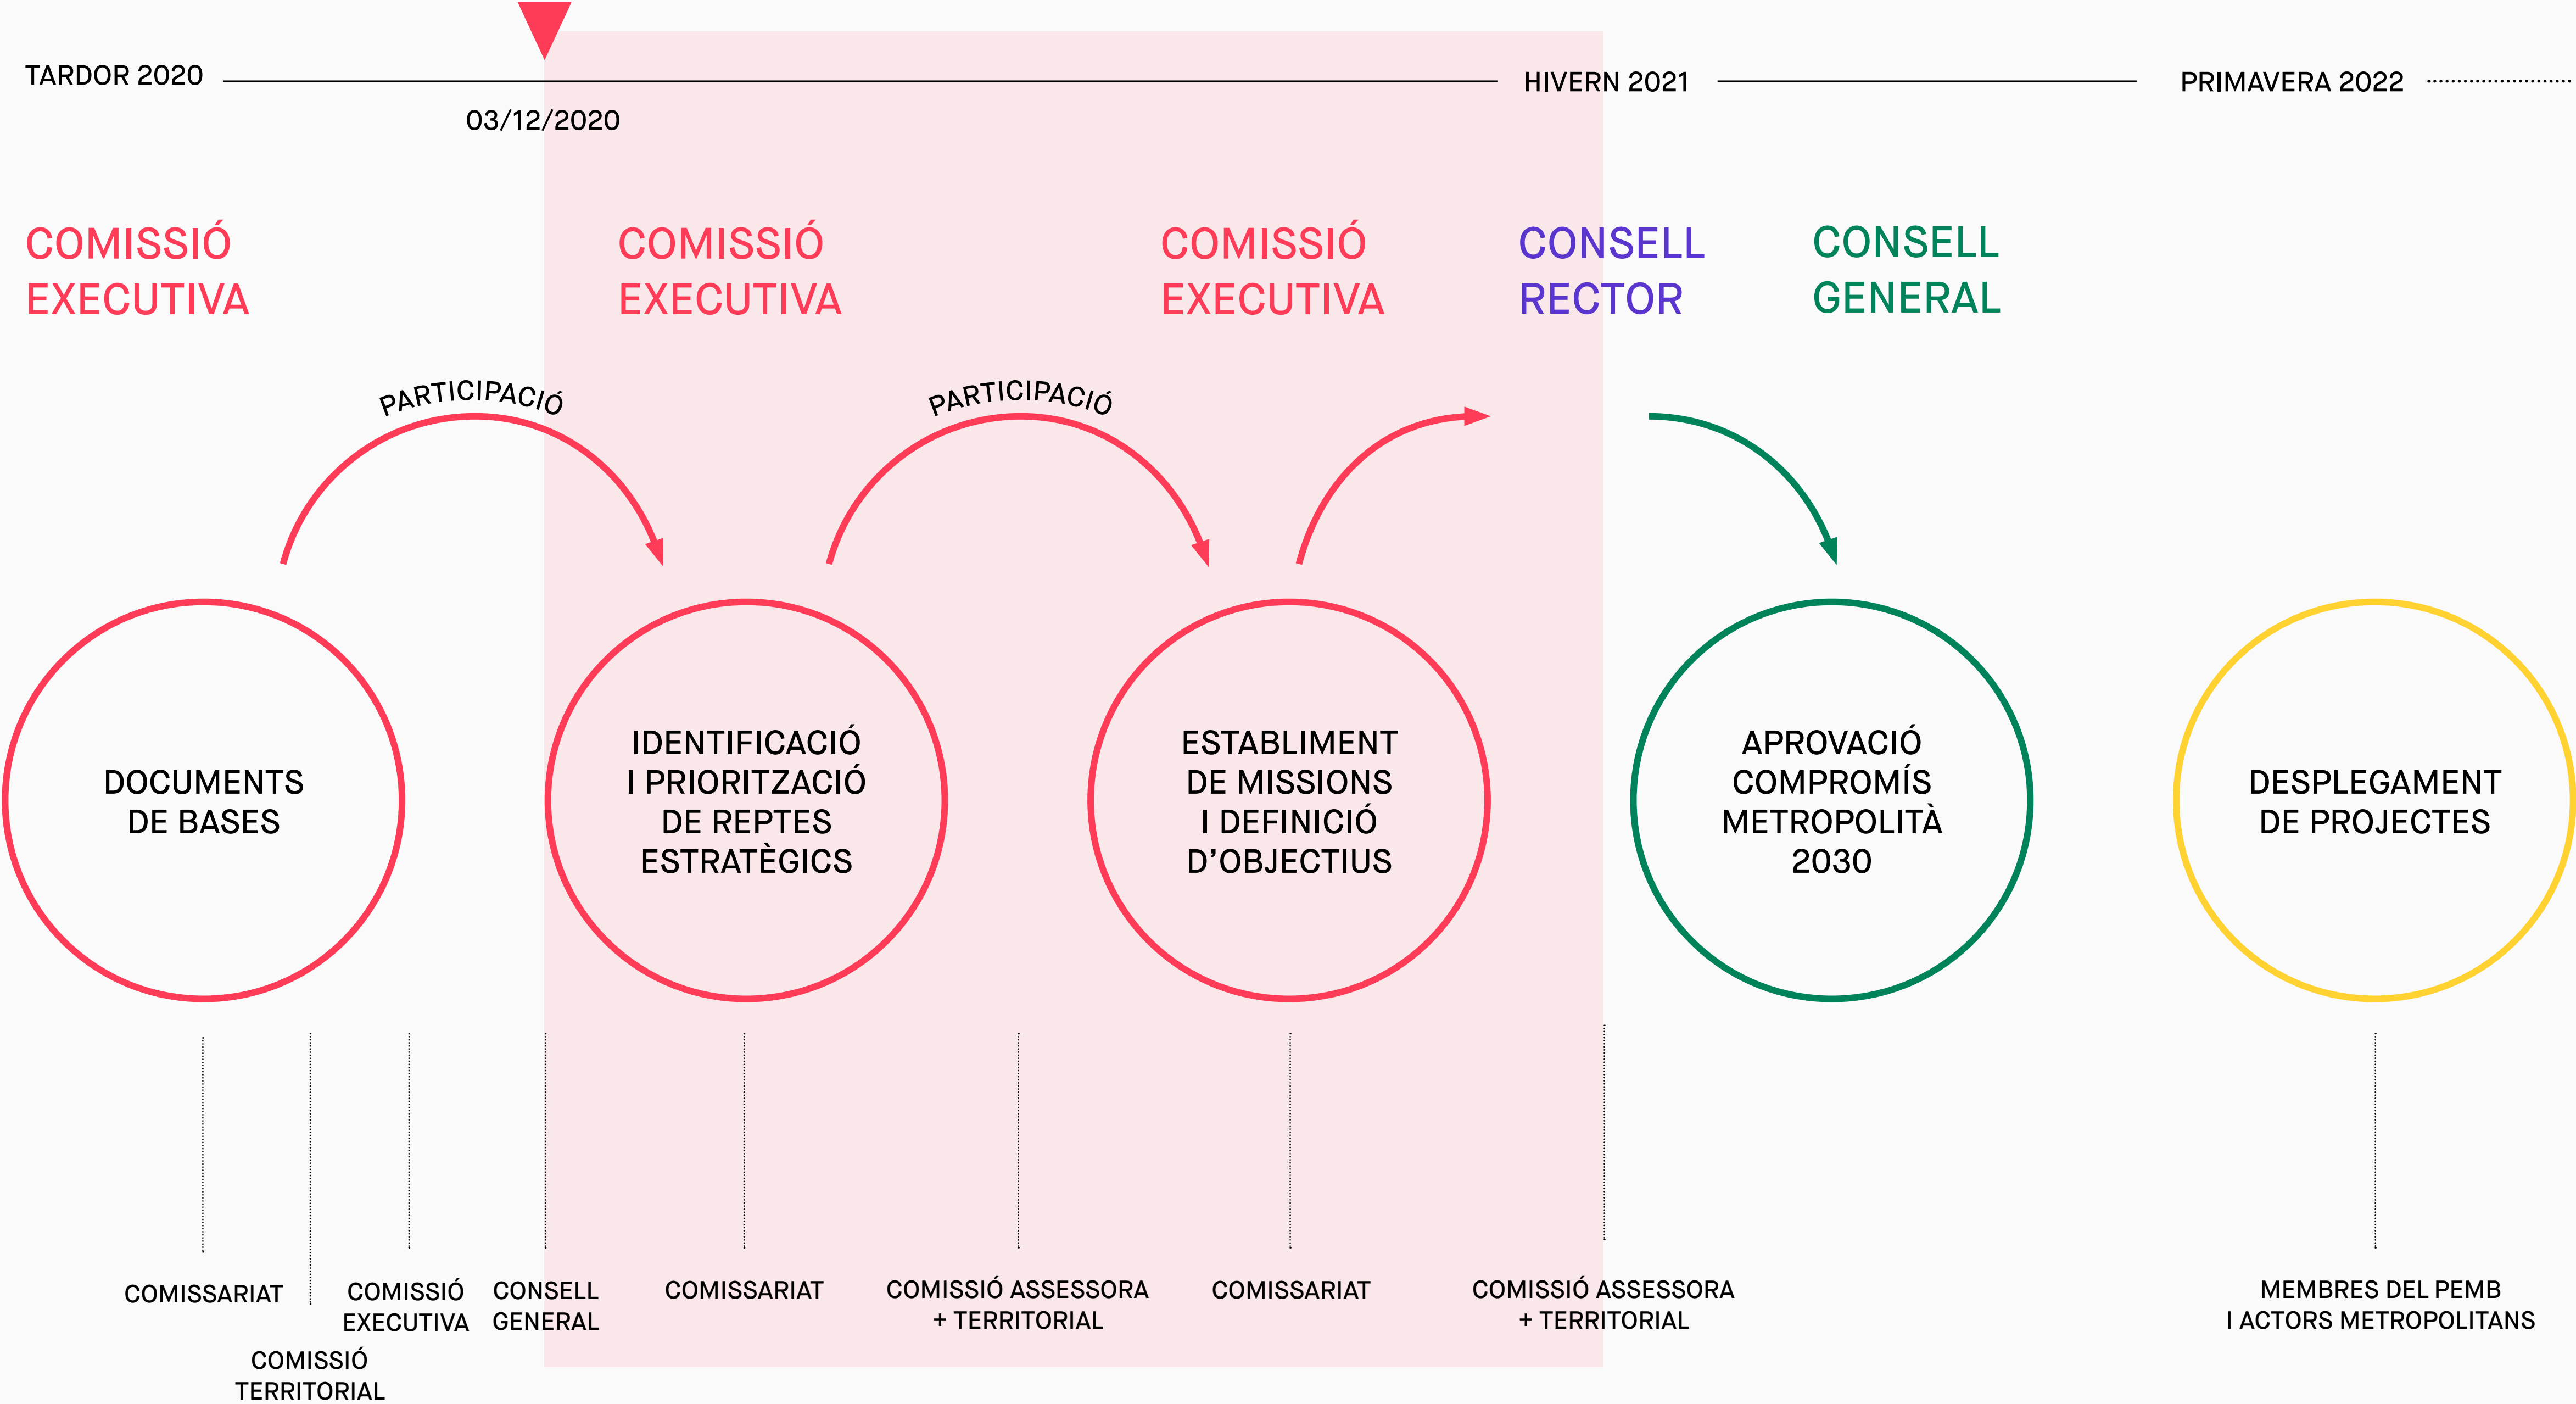 TARDOR 2020
HIVERN 2021
PRIMAVERA 2022
03/12/2020
COMISSIÓ
EXECUTIVA
COMISSIÓ
EXECUTIVA
COMISSIÓ
EXECUTIVA
CONSELL
RECTOR
CONSELL
GENERAL
PARTICIPACIÓ
PARTICIPACIÓ
DOCUMENTS
DE BASES
IDENTIFICACIÓ
I PRIORITZACIÓ
DE REPTES
ESTRATÈGICS
ESTABLIMENT
DE MISSIONS
I DEFINICIÓ
D’OBJECTIUS
APROVACIÓ
COMPROMÍS
METROPOLITÀ
2030
DESPLEGAMENT
DE PROJECTES
COMISSARIAT
COMISSIÓ
TERRITORIAL
COMISSIÓ
EXECUTIVA
CONSELL
GENERAL
COMISSARIAT
COMISSIÓ ASSESSORA
+ TERRITORIAL
COMISSARIAT
COMISSIÓ ASSESSORA
+ TERRITORIAL
MEMBRES DEL PEMB
I ACTORS METROPOLITANS